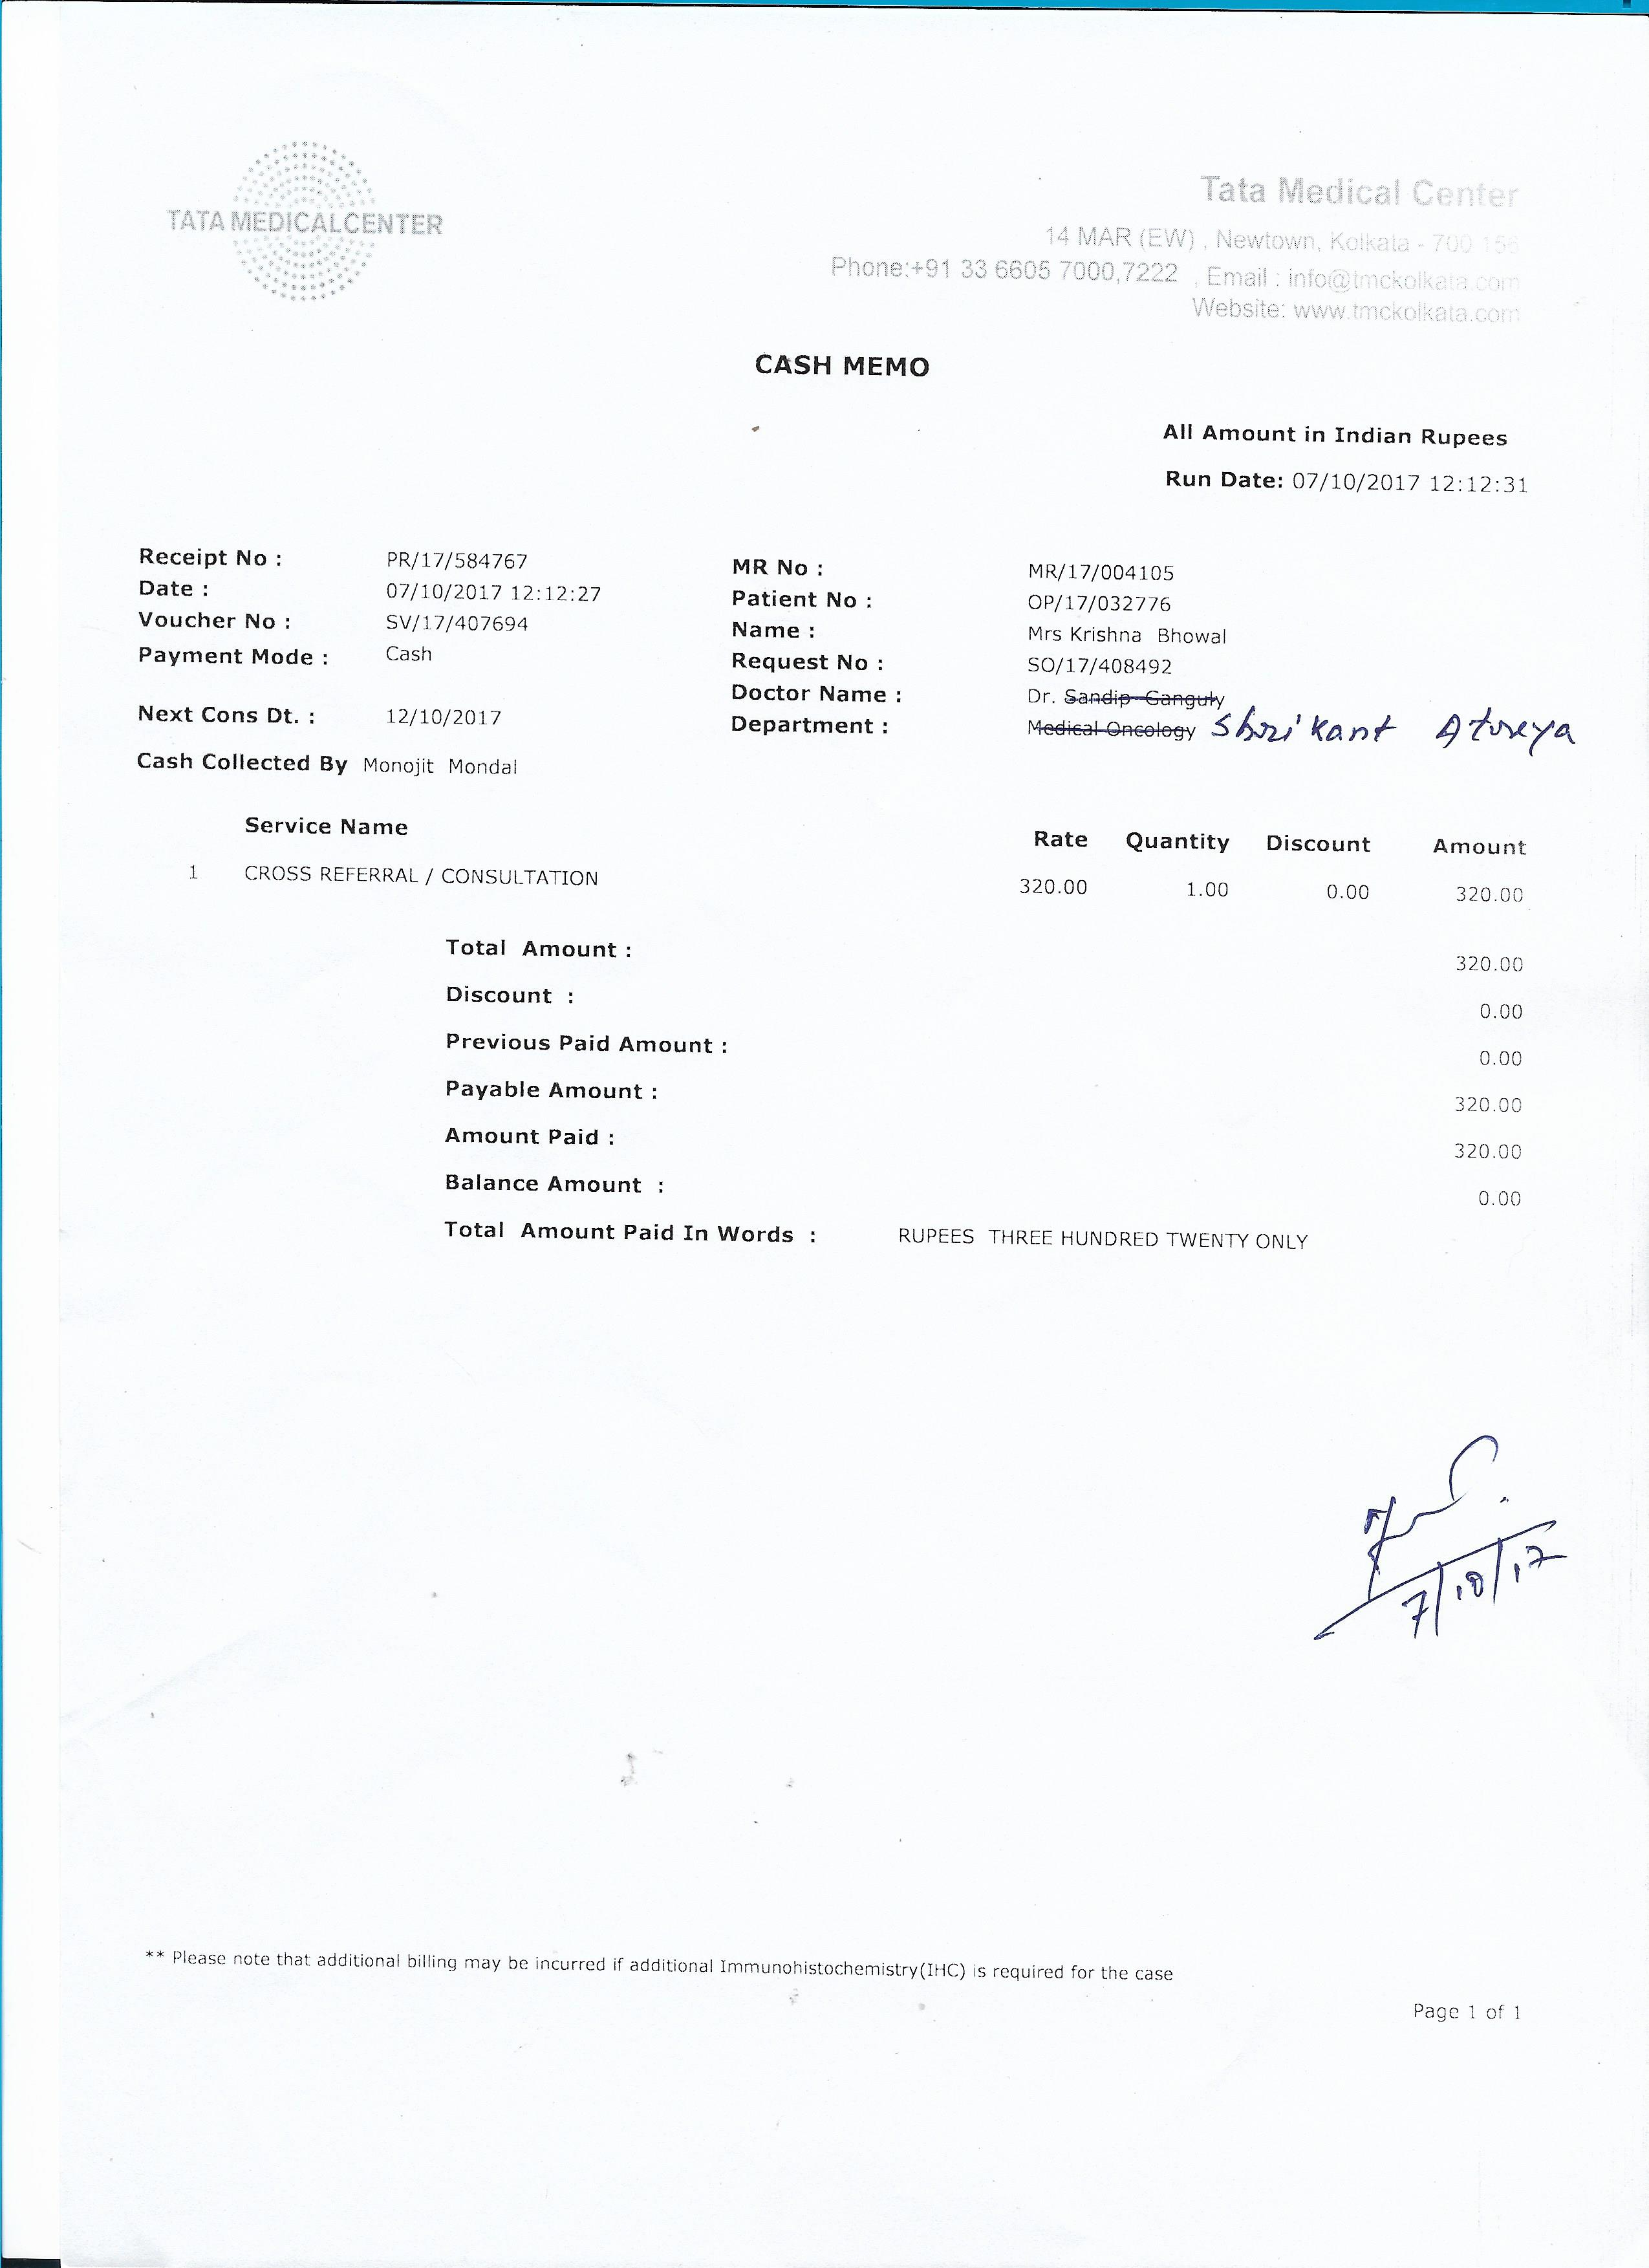 TATA MEDICAL CENTER
Tata Medical Center
14 MAR (EW) , Newtown, Kolkata - 700 156
Phone:+91 33 6605 7000,7222 , Email : info@tmckolkata.com
Website: www.tmckolkata.com
CASH MEMO
All Amount in Indian Rupees
Run Date: 07/10/2017 12:12:31
Receipt No : PR/17/584767
Date : 07/10/2017 12:12:27
Voucher No : SV/17/407694
Payment Mode : Cash
Next Cons Dt. : 12/10/2017
Cash Collected By Monojit Mondal
MR No : MR/17/004105
Patient No : OP/17/032776
Name : Mrs Krishna Bhowal
Request No : SO/17/408492
Doctor Name : Dr. Sandip Ganguly
Department : Medical Oncology Shrikant Atreya
Service Name Rate Quantity Discount Amount
1 CROSS REFERRAL / CONSULTATION 320.00 1.00 0.00 320.00
Total Amount : 320.00
Discount : 0.00
Previous Paid Amount : 0.00
Payable Amount : 320.00
Amount Paid : 320.00
Balance Amount : 0.00
Total Amount Paid In Words : RUPEES THREE HUNDRED TWENTY ONLY
7/10/17
** Please note that additional billing may be incurred if additional Immunohistochemistry(IHC) is required for the case
Page 1 of 1